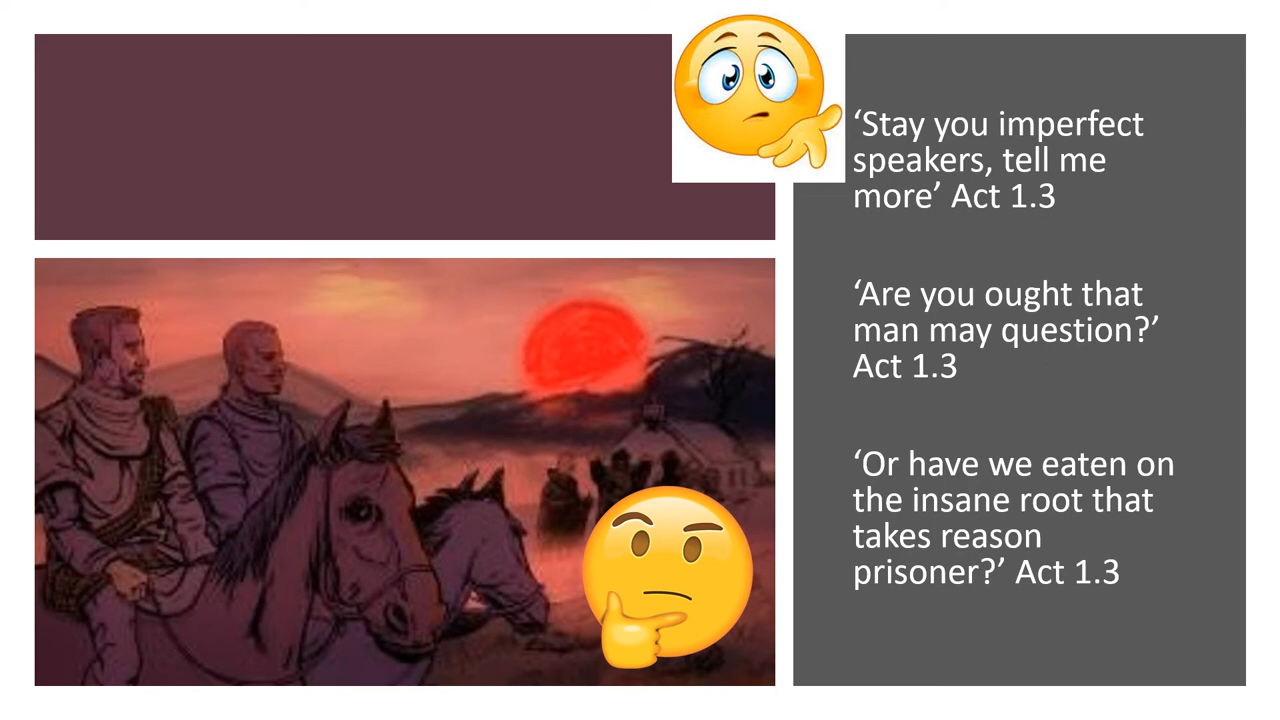 ‘Stay you imperfect
speakers, tell me
more’ Act 1.3
‘Are you ought that
man may question?’
Act 1.3
‘Or have we eaten on
the insane root that
takes reason
prisoner?’ Act 1.3